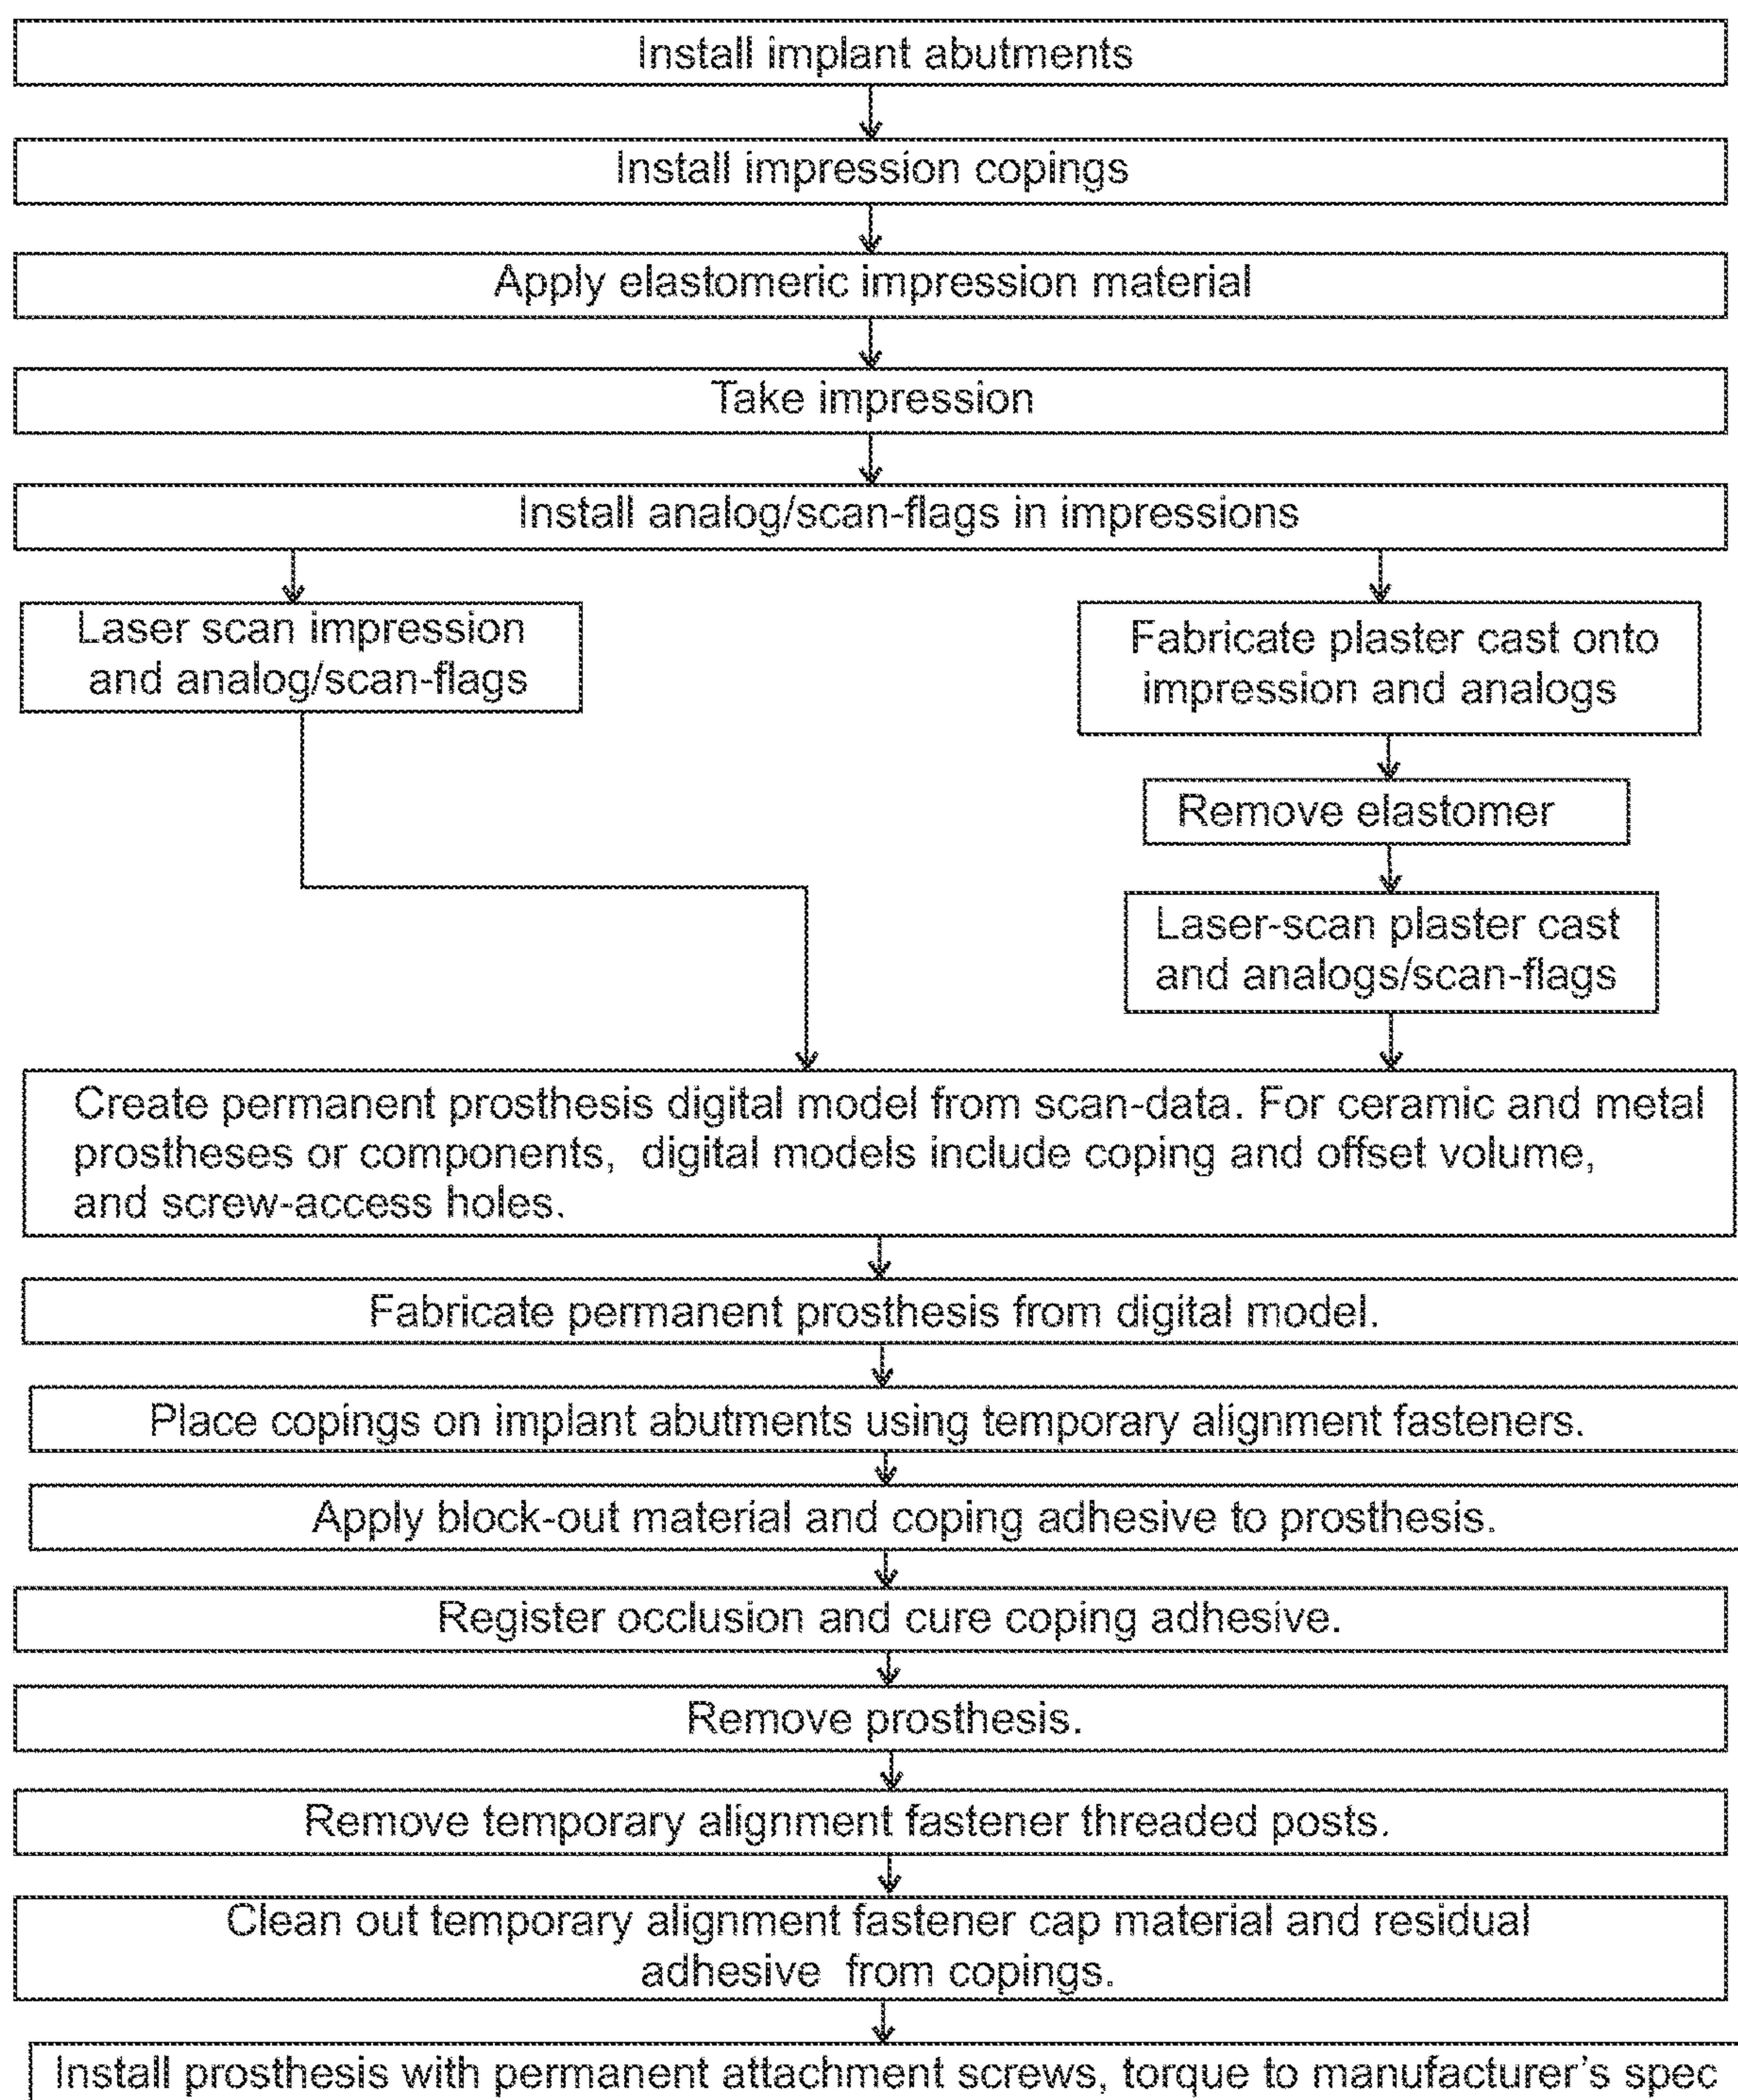 Install implant abutments
Install impression copings
Apply elastomeric impression material
Take impression
Install analog/scan-flags in impressions
Laser scan impression
and analog/scan-flags
Fabricate plaster cast onto
impression and analogs
Remove elastomer
Laser-scan plaster cast
and analogs/scan-flags
Create permanent prosthesis digital model from scan-data. For ceramic and metal
prostheses or components, digital models include coping and offset volume,
and screw-access holes.
Fabricate permanent prosthesis from digital model.
Place copings on implant abutments using temporary alignment fasteners.
Apply block-out material and coping adhesive to prosthesis.
Register occlusion and cure coping adhesive.
Remove prosthesis.
Remove temporary alignment fastener threaded posts.
Clean out temporary alignment fastener cap material and residual
adhesive from copings.
Install prosthesis with permanent attachment screws, torque to manufacturer's spec